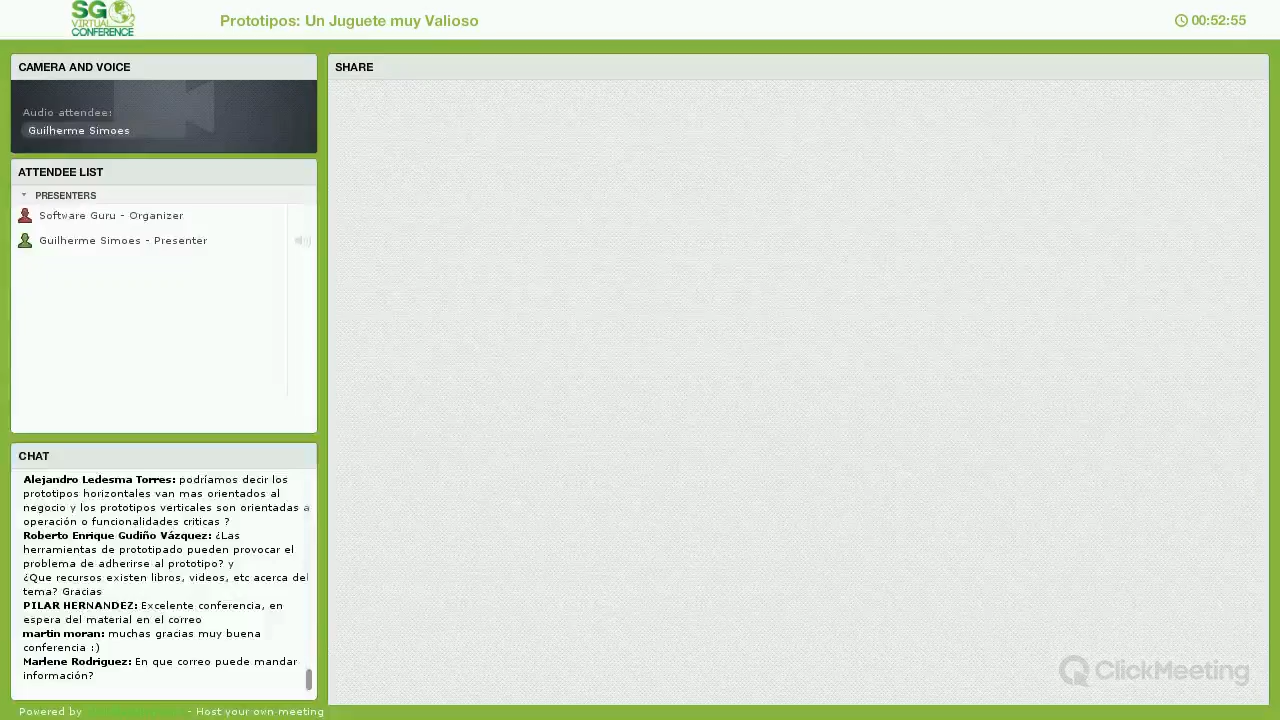 SG
VIRTUAL
CONFERENCE
Prototipos: Un Juguete muy Valioso
00:52:55
CAMERA AND VOICE
Audio attendee:
Guilherme Simoes
ATTENDEE LIST
PRESENTERS
Software Guru - Organizer
Guilherme Simoes - Presenter
CHAT
Alejandro Ledesma Torres: podríamos decir los
prototipos horizontales van mas orientados al
negocio y los prototipos verticales son orientadas a
operación o funcionalidades criticas ?
Roberto Enrique Gudiño Vázquez: ¿Las
herramientas de prototipado pueden provocar el
problema de adherirse al prototipo? y
¿Que recursos existen libros, videos, etc acerca del
tema? Gracias
PILAR HERNANDEZ: Excelente conferencia, en
espera del material en el correo
martin moran: muchas gracias muy buena
conferencia :)
Marlene Rodriguez: En que correo puede mandar
información?
SHARE
ClickMeeting
Powered by - Host your own meeting